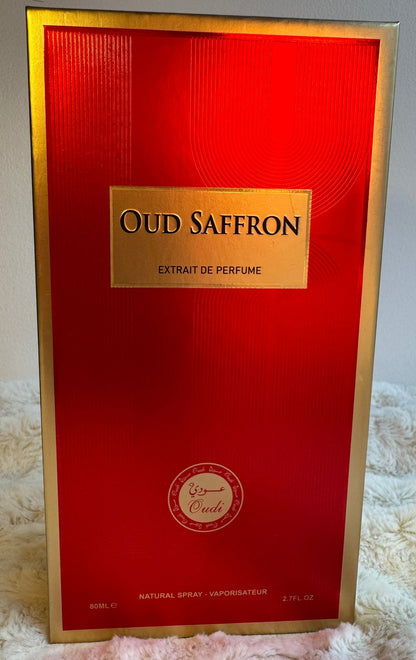 OUD SAFFRON
EXTRAIT DE PERFUME
عودي
Oudi
NATURAL SPRAY - VAPORISATEUR
80ML ℮
2.7FL OZ